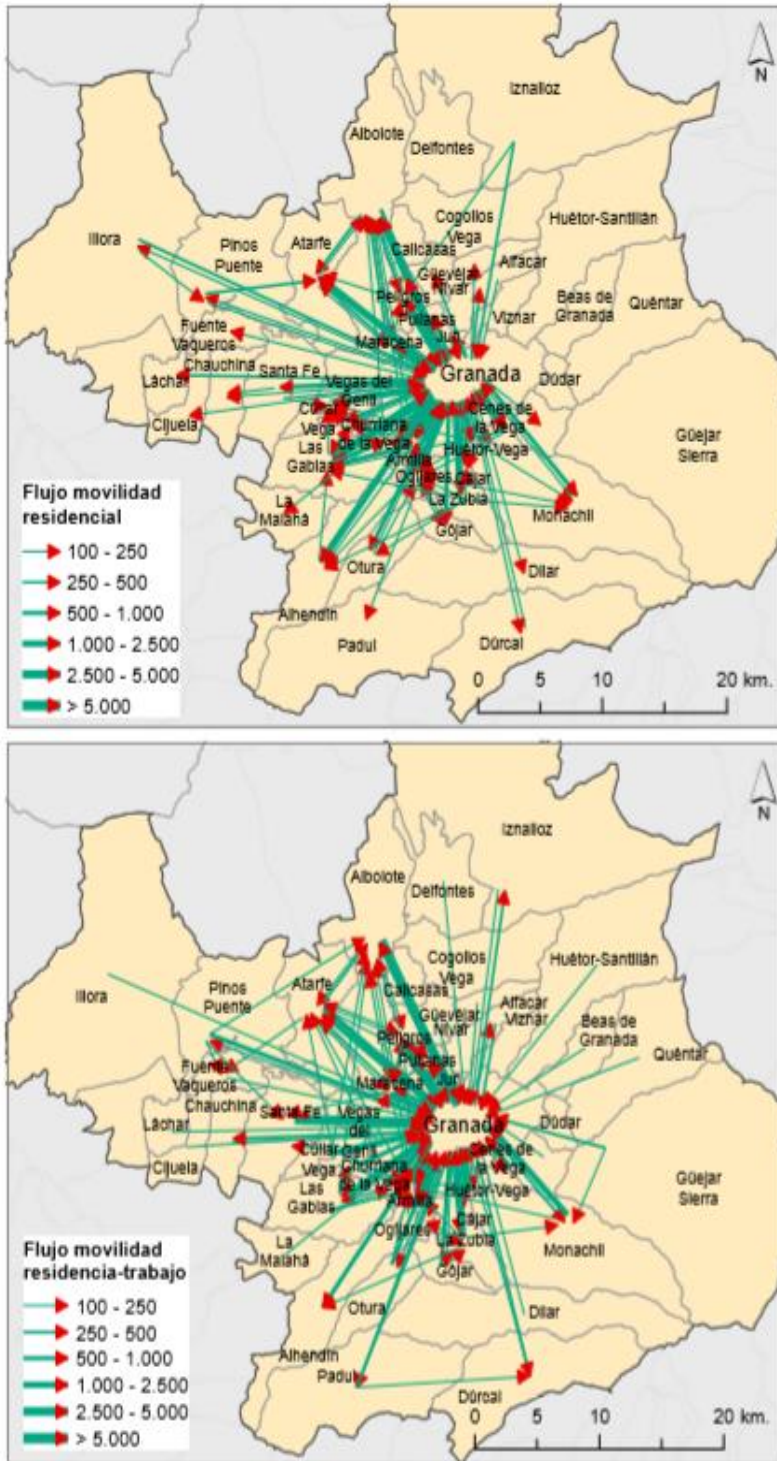 N
Iznalloz
Albolote
Deifontes
Cogollos
Vega
Huétor-Santillán
Illora
Pinos
Puente
Atarfe
Calicasas
Güevéjar
Nívar
Alfacar
Beas de
Granada
Quéntar
Peligros
Pulianas
Víznar
Fuente
Vaqueros
Maracena
Jun
Chauchina
Santa Fe
Granada
Láchar
Vegas del
Genil
Dúdar
Cijuela
Cúllar
Vega
Churriana
de la Vega
Cenes de
la Vega
Güejar
Sierra
Las
Gabias
Armilla
Huétor-Vega
Ogíjares
Cájar
La Zubia
Monachil
La
Malahá
Gójar
Otura
Dílar
Alhendín
Padul
Dúrcal
Flujo movilidad
residencial
100 - 250
250 - 500
500 - 1.000
1.000 - 2.500
2.500 - 5.000
> 5.000
0 5 10 20 km.
N
Iznalloz
Albolote
Deifontes
Cogollos
Vega
Huétor-Santillán
Illora
Pinos
Puente
Atarfe
Calicasas
Güevéjar
Nívar
Alfacar
Víznar
Beas de
Granada
Quéntar
Peligros
Pulianas
Fuente
Vaqueros
Maracena
Jun
Chauchina
Santa Fe
Vegas
del
Genil
Granada
Láchar
Dúdar
Cijuela
Cúllar
Vega
Churriana
de la Vega
Cenes de
la Vega
Güejar
Sierra
Las
Gabias
Armilla
Huétor-Vega
Ogíjares
Cájar
La Zubia
Monachil
La
Malahá
Gójar
Otura
Dílar
Alhendín
Padul
Dúrcal
Flujo movilidad
residencia-trabajo
100 - 250
250 - 500
500 - 1.000
1.000 - 2.500
2.500 - 5.000
> 5.000
0 5 10 20 km.